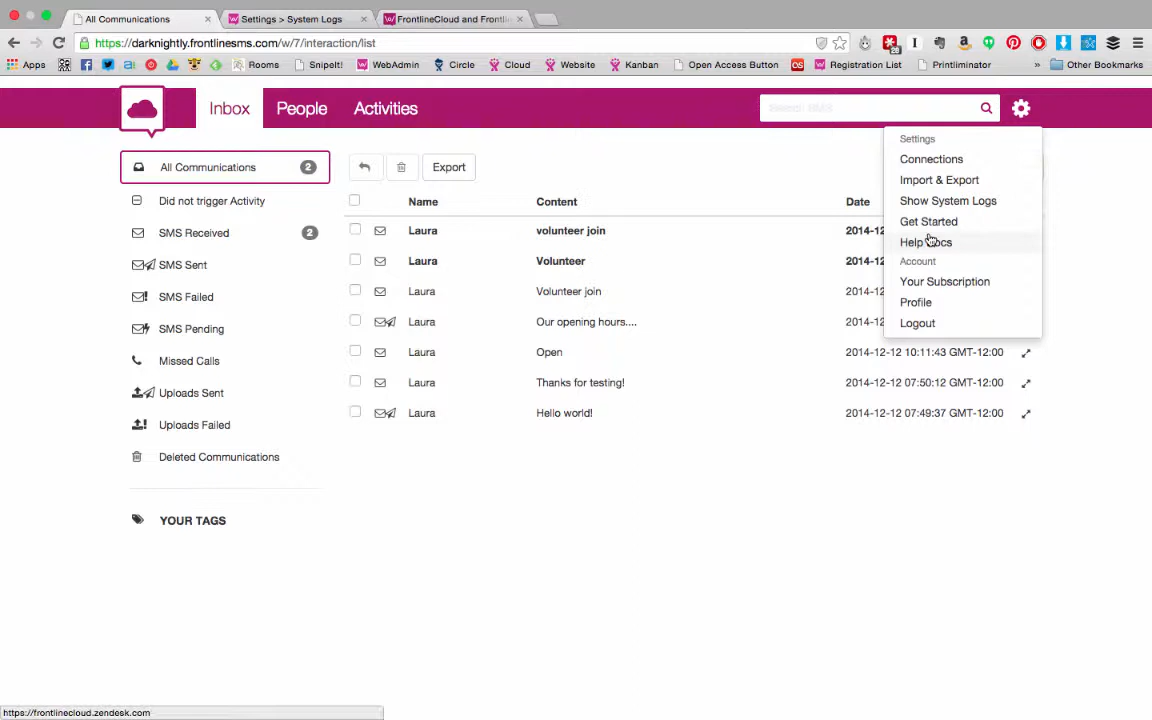 All Communications
Settings > System Logs
FrontlineCloud and Frontli
https://darknightly.frontlinesms.com/w/7/interaction/list
Apps
Rooms
SnipeIt!
WebAdmin
Circle
Cloud
Website
Kanban
Open Access Button
Registration List
Printliminator
»
Other Bookmarks
Inbox
People
Activities
Search SMS
Settings
Connections
Import & Export
Show System Logs
Get Started
Help Docs
Account
Your Subscription
Profile
Logout
All Communications 2
Did not trigger Activity
SMS Received 2
SMS Sent
SMS Failed
SMS Pending
Missed Calls
Uploads Sent
Uploads Failed
Deleted Communications
YOUR TAGS
Export
Name Content Date
Laura volunteer join 2014-12-
Laura Volunteer 2014-12-
Laura Volunteer join 2014-12-
Laura Our opening hours.... 2014-12-
Laura Open 2014-12-12 10:11:43 GMT-12:00
Laura Thanks for testing! 2014-12-12 07:50:12 GMT-12:00
Laura Hello world! 2014-12-12 07:49:37 GMT-12:00
https://frontlinecloud.zendesk.com